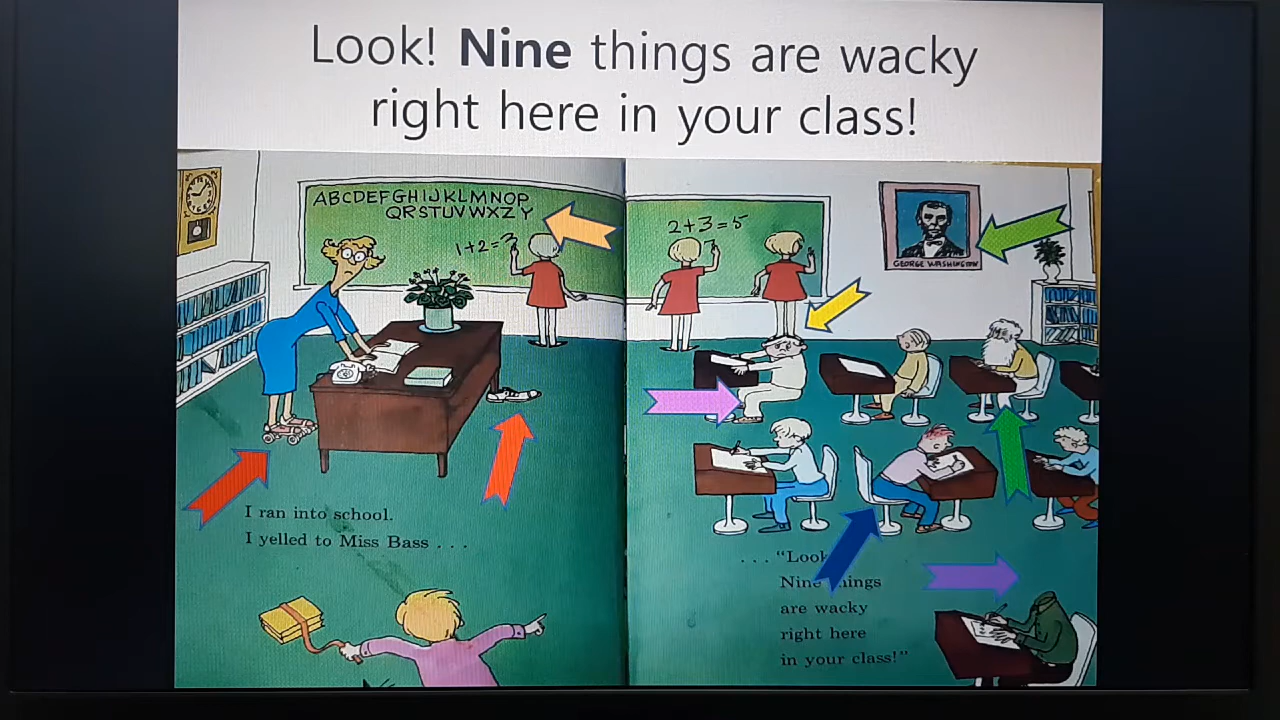 Look! Nine things are wacky
right here in your class!
ABCDEFGHIJKLMNOP
QRSTUVWXZY
1+2=3
2+3=5
GEORGE WASHINGTON
I ran into school.
I yelled to Miss Bass . . .
. . . "Look
Nine things
are wacky
right here
in your class!"